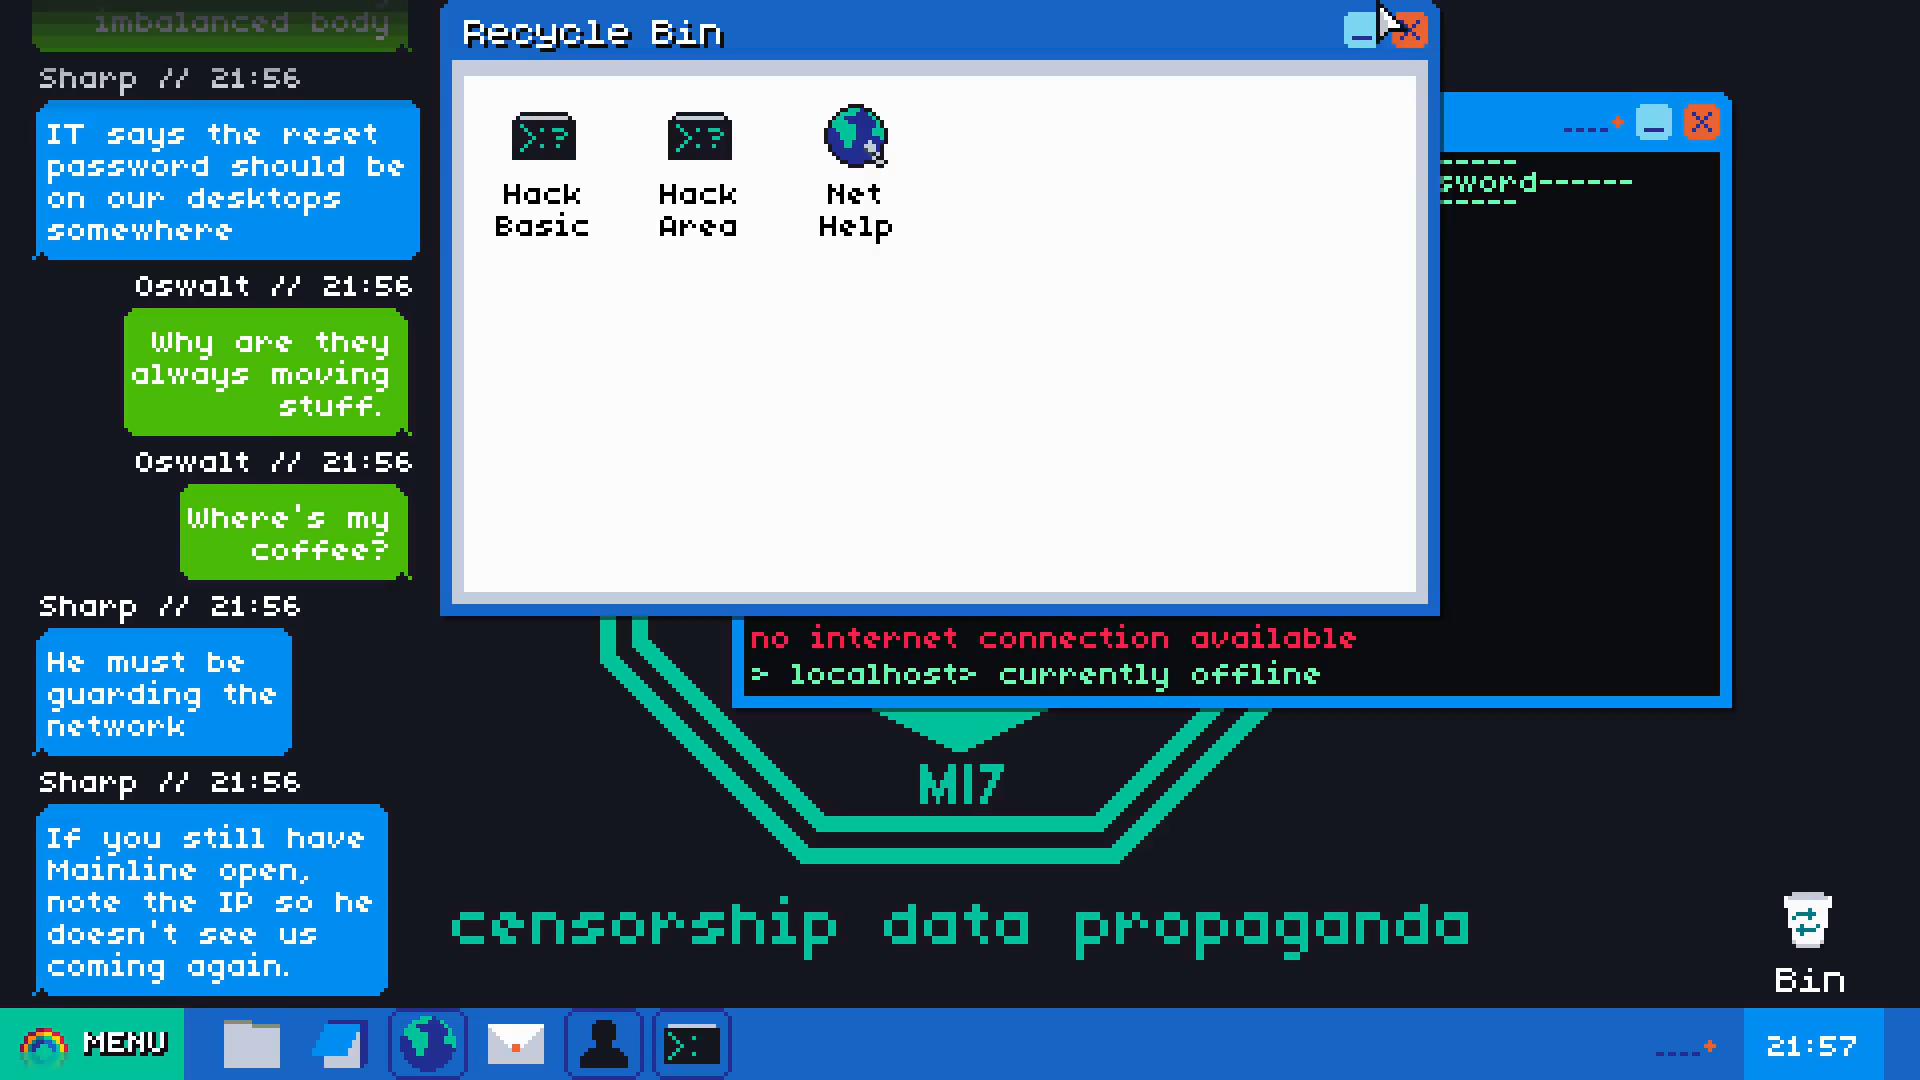 imbalanced body
Sharp // 21:56
IT says the reset
password should be
on our desktops
somewhere
Oswalt // 21:56
Why are they
always moving
stuff.
Oswalt // 21:56
Where's my
coffee?
Sharp // 21:56
He must be
guarding the
network
Sharp // 21:56
If you still have
Mainline open,
note the IP so he
doesn't see us
coming again.
Recycle Bin
Hack
Basic
Hack
Area
Net
Help
sword------
no internet connection available
> localhost> currently offline
MI7
censorship data propaganda
Bin
MENU
21:57